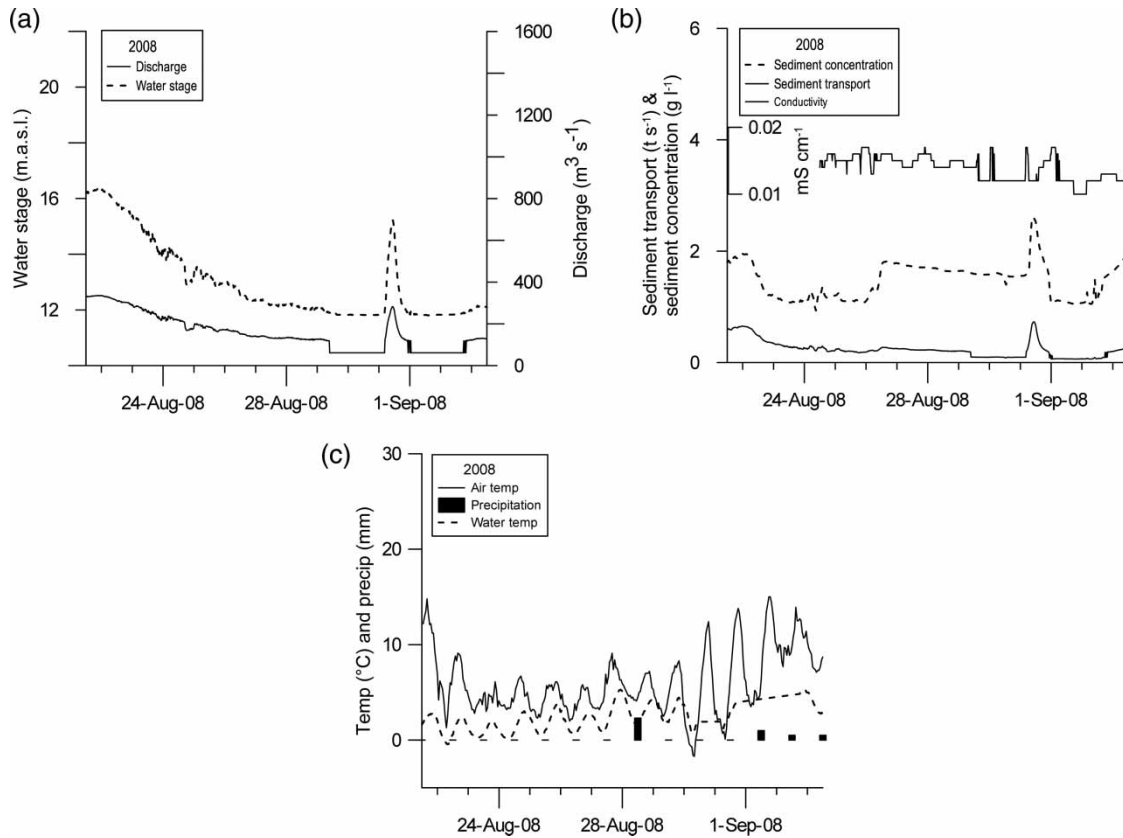 (a)
2008
Discharge
Water stage
Water stage (m.a.s.l.)
20
16
12
Discharge (m³ s⁻¹)
1600
1200
800
400
0
24-Aug-08
28-Aug-08
1-Sep-08
(b)
2008
Sediment concentration
Sediment transport
Conductivity
Sediment transport (t s⁻¹) &
sediment concentration (g l⁻¹)
6
4
2
0
0.02
0.01
mS cm⁻¹
24-Aug-08
28-Aug-08
1-Sep-08
(c)
2008
Air temp
Precipitation
Water temp
Temp (°C) and precip (mm)
30
20
10
0
24-Aug-08
28-Aug-08
1-Sep-08